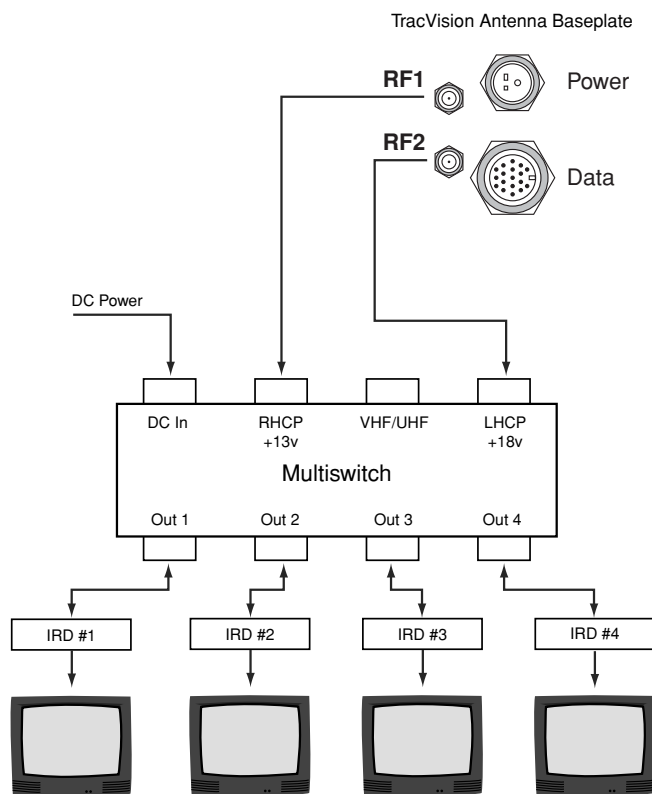 TracVision Antenna Baseplate
RF1
Power
RF2
Data
DC Power
DC In
RHCP
+13v
VHF/UHF
LHCP
+18v
Multiswitch
Out 1
Out 2
Out 3
Out 4
IRD #1
IRD #2
IRD #3
IRD #4